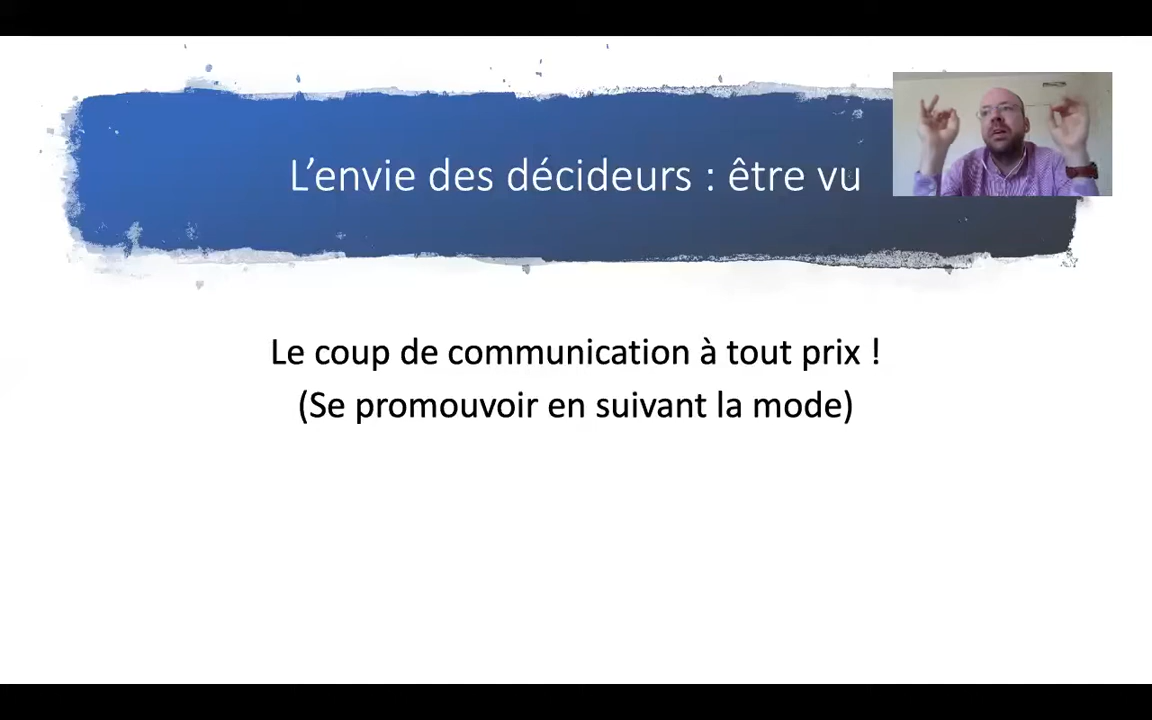 L’envie des décideurs : être vu
Le coup de communication à tout prix !
(Se promouvoir en suivant la mode)